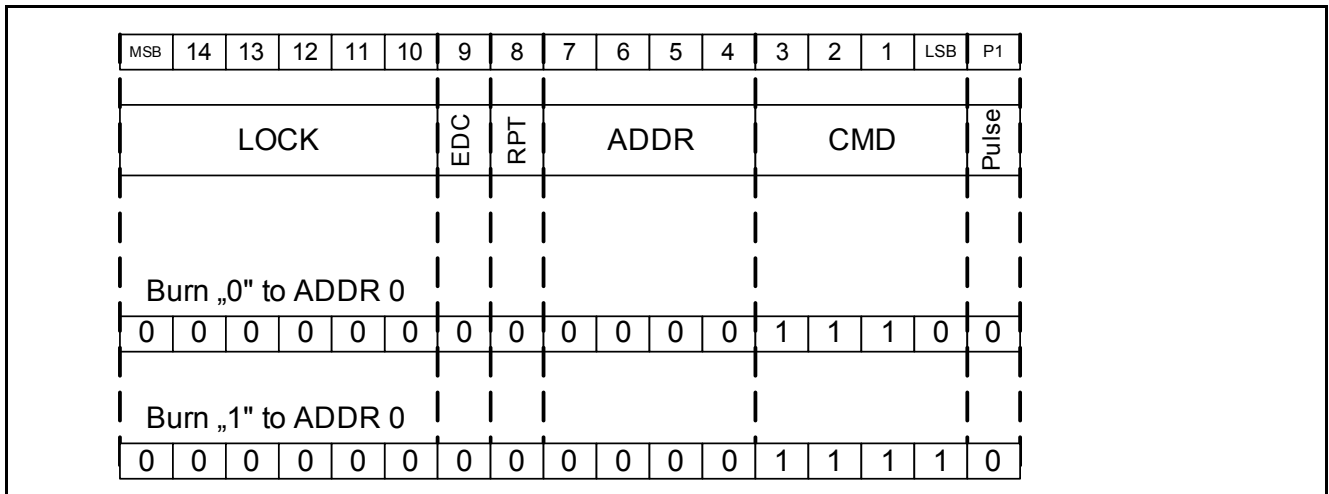 MSB 14 13 12 11 10 9 8 7 6 5 4 3 2 1 LSB P1
LOCK EDC RPT ADDR CMD Pulse
Burn „0" to ADDR 0
0 0 0 0 0 0 0 0 0 0 0 0 1 1 1 0 0
Burn „1" to ADDR 0
0 0 0 0 0 0 0 0 0 0 0 0 1 1 1 1 0